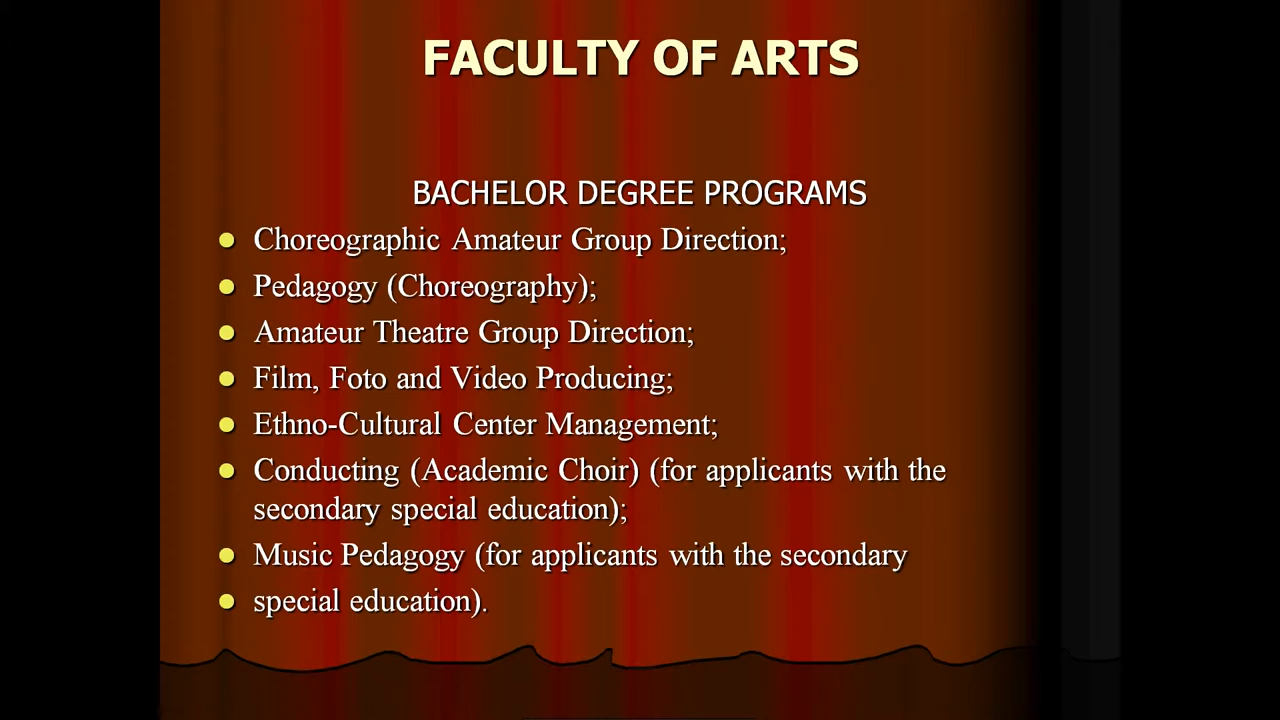 FACULTY OF ARTS
BACHELOR DEGREE PROGRAMS
Choreographic Amateur Group Direction;
Pedagogy (Choreography);
Amateur Theatre Group Direction;
Film, Foto and Video Producing;
Ethno-Cultural Center Management;
Conducting (Academic Choir) (for applicants with the
secondary special education);
Music Pedagogy (for applicants with the secondary
special education).